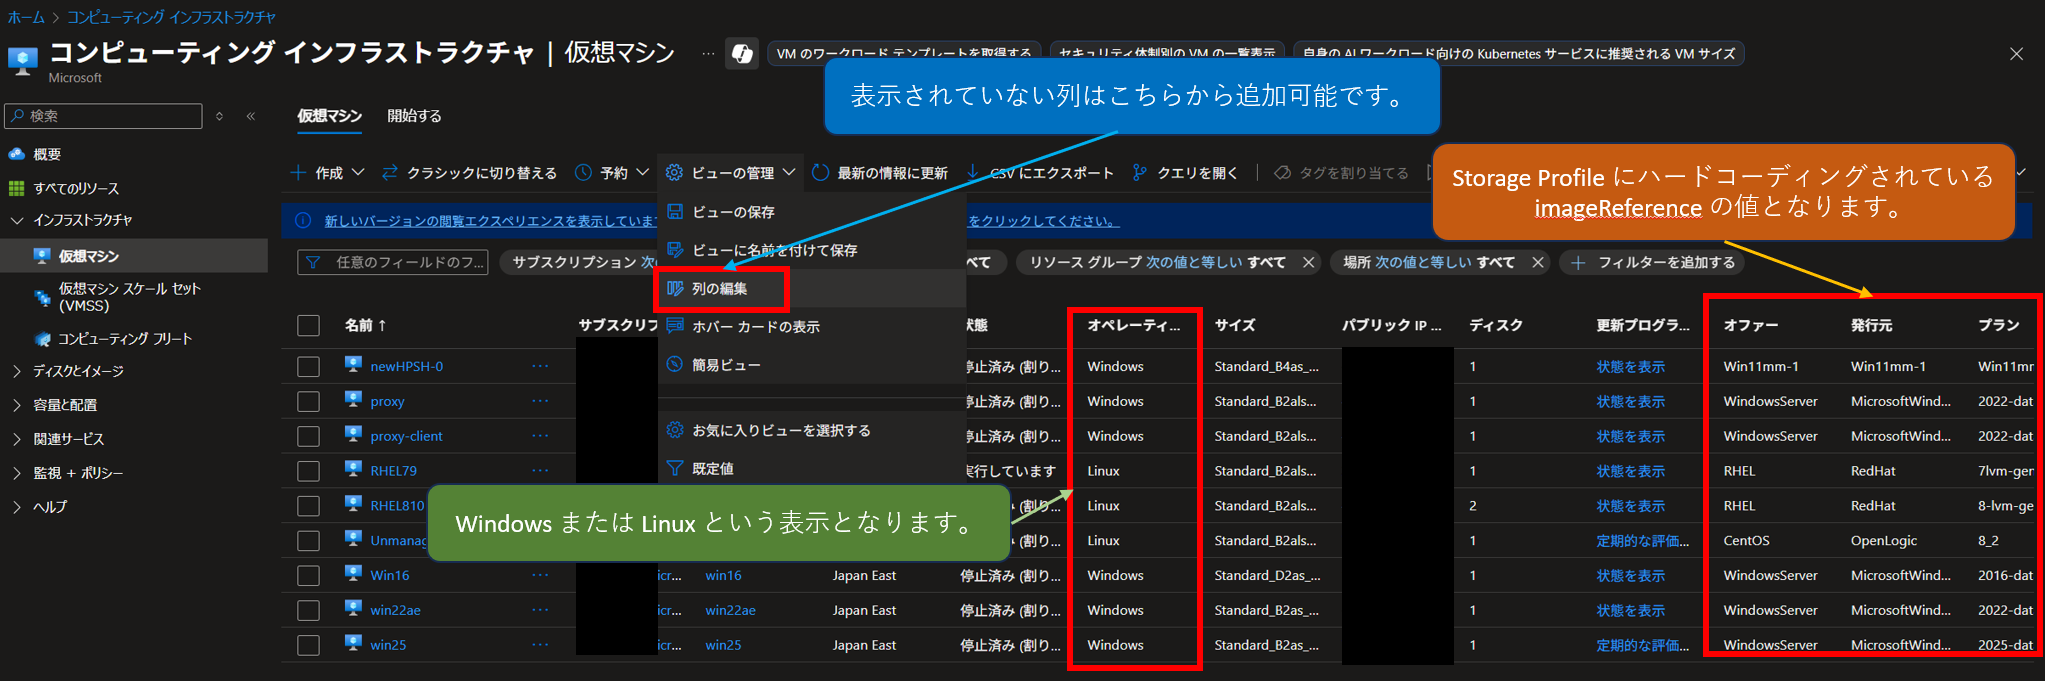 ホーム > コンピューティング インフラストラクチャ
コンピューティング インフラストラクチャ | 仮想マシン ...
Microsoft
VM のワークロード テンプレートを取得する
セキュリティ体制別の VM の一覧表示
自身の AI ワークロード向けの Kubernetes サービスに推奨される VM サイズ
表示されていない列はこちらから追加可能です。
検索
概要
すべてのリソース
インフラストラクチャ
仮想マシン
仮想マシン スケール セット
(VMSS)
コンピューティング フリート
ディスクとイメージ
容量と配置
関連サービス
監視 + ポリシー
ヘルプ
仮想マシン 開始する
作成 クラシックに切り替える 予約 ビューの管理 最新の情報に更新 CSV にエクスポート クエリを開く タグを割り当てる
Storage Profile にハードコーディングされている
imageReference の値となります。
新しいバージョンの閲覧エクスペリエンスを表示しています
をクリックしてください。
ビューの保存
ビューに名前を付けて保存
列の編集
ホバー カードの表示
簡易ビュー
お気に入りビューを選択する
既定値
任意のフィールドのフ... サブスクリプション べて リソース グループ 次の値と等しい すべて 場所 次の値と等しい すべて フィルターを追加する
名前 ↑ サブスクリプ 状態 オペレーティ... サイズ パブリック IP ... ディスク 更新プログラ... オファー 発行元 プラン
newHPSH-0 ... 停止済み (割り... Windows Standard_B4as_... 1 状態を表示 Win11mm-1 Win11mm-1
proxy ... 停止済み (割り... Windows Standard_B2als... 1 状態を表示 WindowsServer MicrosoftWind... 2022-dat
proxy-client ... 停止済み (割り... Windows Standard_B2als... 1 状態を表示 WindowsServer MicrosoftWind... 2022-dat
RHEL79 ... 実行しています Linux Standard_B2als... 1 状態を表示 RHEL RedHat 7lvm-ger
RHEL810 (割り... Linux Standard_B2als... 2 状態を表示 RHEL RedHat 8-lvm-ge
Unmanag (割り... Linux Standard_B2als... 1 定期的な評価... CentOS OpenLogic 8_2
Windows または Linux という表示となります。
Win16 ... icr... win16 Japan East 停止済み (割り... Windows Standard_D2as_... 1 状態を表示 WindowsServer MicrosoftWind... 2016-dat
win22ae ... icr... win22ae Japan East 停止済み (割り... Windows Standard_B2as_... 1 状態を表示 WindowsServer MicrosoftWind... 2022-dat
win25 ... icr... win25 Japan East 停止済み (割り... Windows Standard_B2as_... 1 定期的な評価... WindowsServer MicrosoftWind... 2025-dat